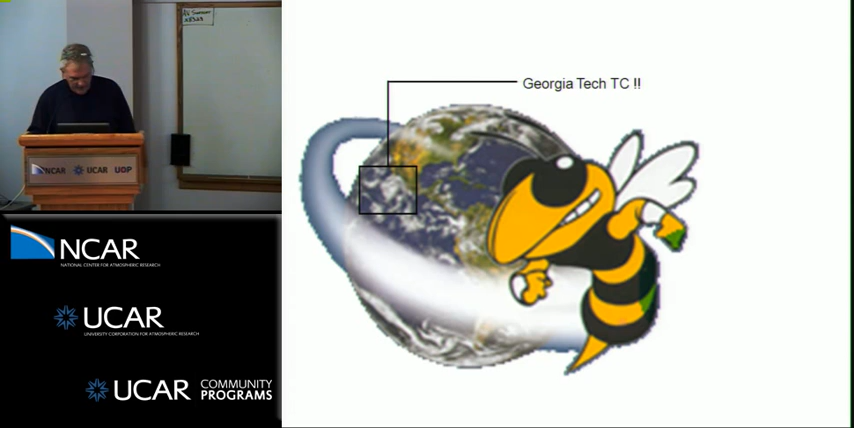 Georgia Tech TC !!
NCAR
UCAR
UOP
NCAR
NATIONAL CENTER FOR ATMOSPHERIC RESEARCH
UCAR
UNIVERSITY CORPORATION FOR ATMOSPHERIC RESEARCH
UCAR
COMMUNITY
PROGRAMS